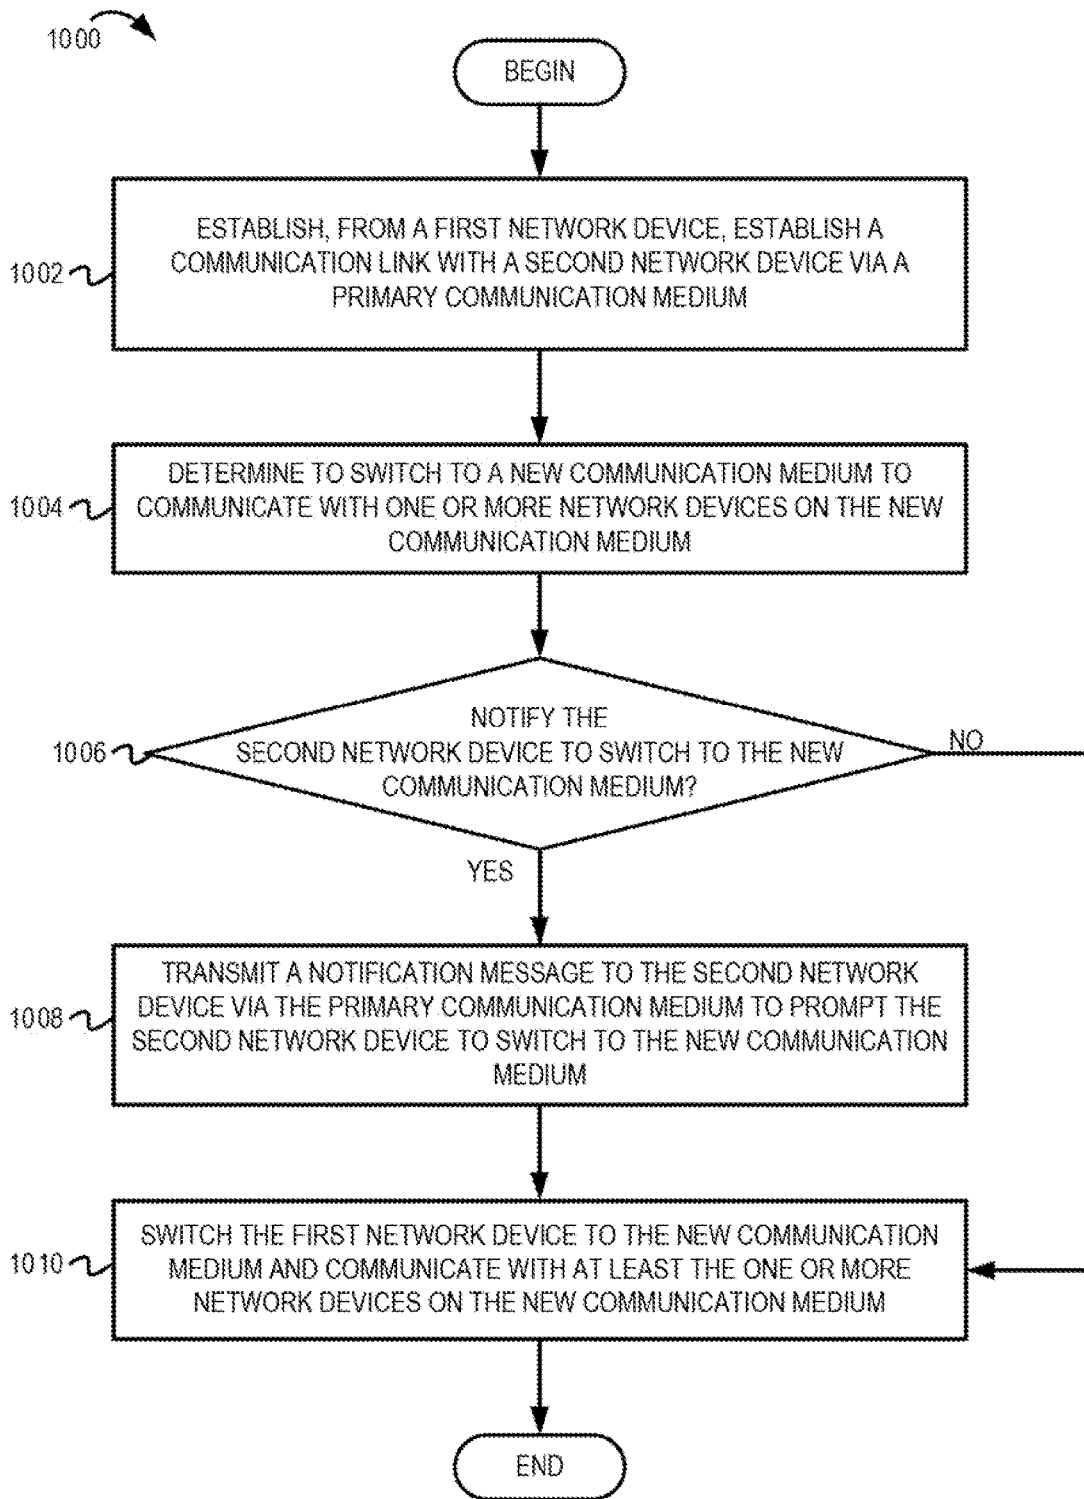 1000
BEGIN
ESTABLISH, FROM A FIRST NETWORK DEVICE, ESTABLISH A
COMMUNICATION LINK WITH A SECOND NETWORK DEVICE VIA A
PRIMARY COMMUNICATION MEDIUM
1002
DETERMINE TO SWITCH TO A NEW COMMUNICATION MEDIUM TO
COMMUNICATE WITH ONE OR MORE NETWORK DEVICES ON THE NEW
COMMUNICATION MEDIUM
1004
NOTIFY THE
SECOND NETWORK DEVICE TO SWITCH TO THE NEW
COMMUNICATION MEDIUM?
1006
NO
YES
TRANSMIT A NOTIFICATION MESSAGE TO THE SECOND NETWORK
DEVICE VIA THE PRIMARY COMMUNICATION MEDIUM TO PROMPT THE
SECOND NETWORK DEVICE TO SWITCH TO THE NEW COMMUNICATION
MEDIUM
1008
SWITCH THE FIRST NETWORK DEVICE TO THE NEW COMMUNICATION
MEDIUM AND COMMUNICATE WITH AT LEAST THE ONE OR MORE
NETWORK DEVICES ON THE NEW COMMUNICATION MEDIUM
1010
END